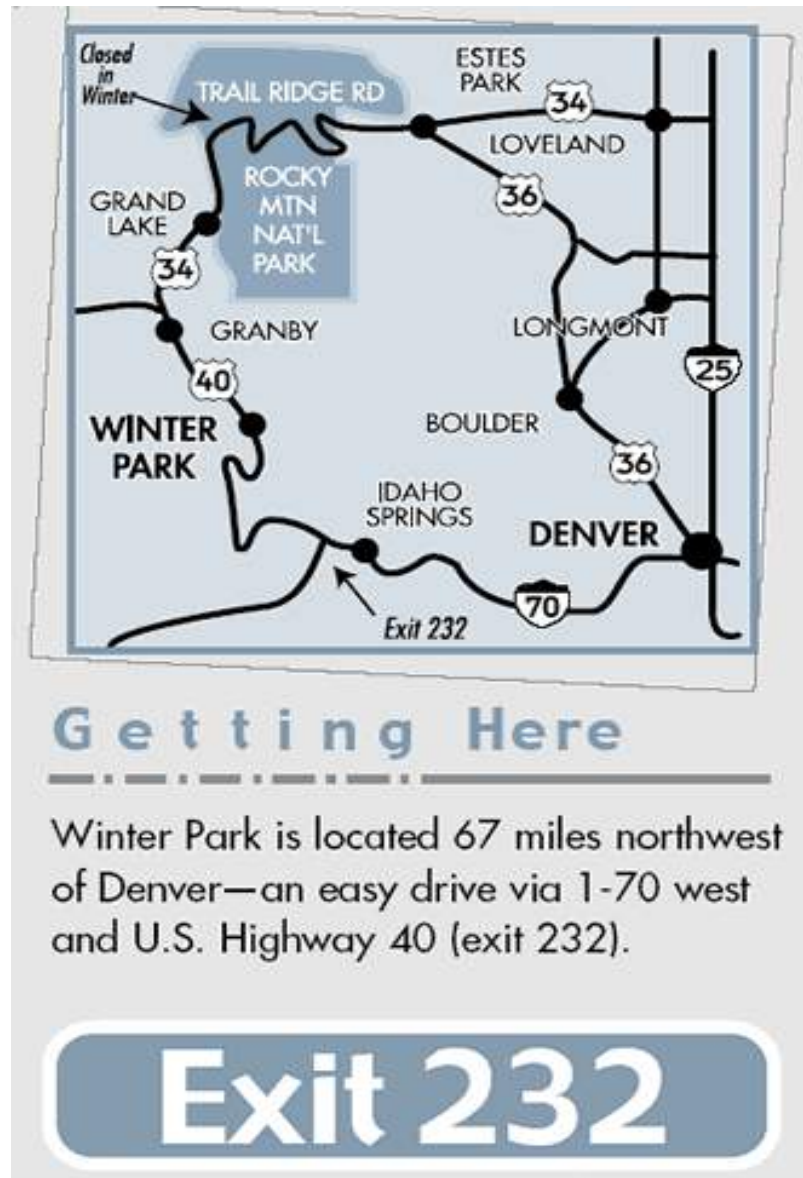 Closed
in
Winter
TRAIL RIDGE RD
ESTES
PARK
34
LOVELAND
ROCKY
MTN
NAT'L
PARK
36
GRAND
LAKE
34
GRANBY
LONGMONT
25
40
WINTER
PARK
BOULDER
36
IDAHO
SPRINGS
DENVER
70
Exit 232
Getting Here
Winter Park is located 67 miles northwest
of Denver—an easy drive via 1-70 west
and U.S. Highway 40 (exit 232).
Exit 232